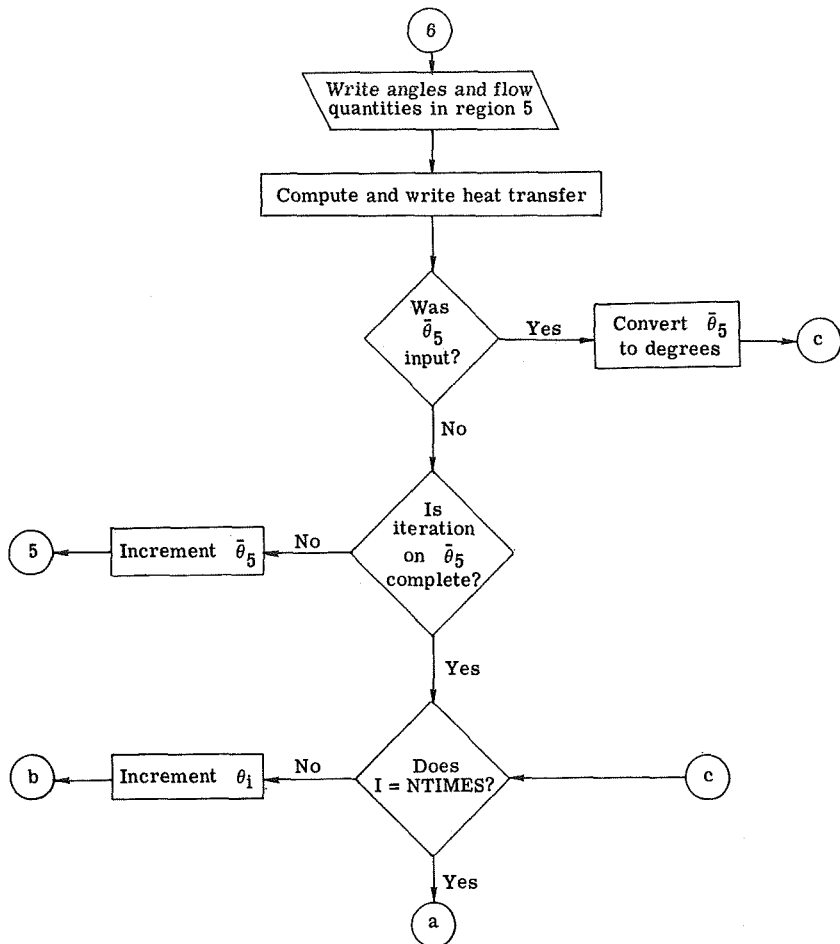 6
Write angles and flow
quantities in region 5
Compute and write heat transfer
Was
θ̄5
input?
Yes
Convert θ̄5
to degrees
c
No
Is
iteration
on θ̄5
complete?
No
Increment θ̄5
5
Yes
Does
I = NTIMES?
No
Increment θi
b
c
Yes
a